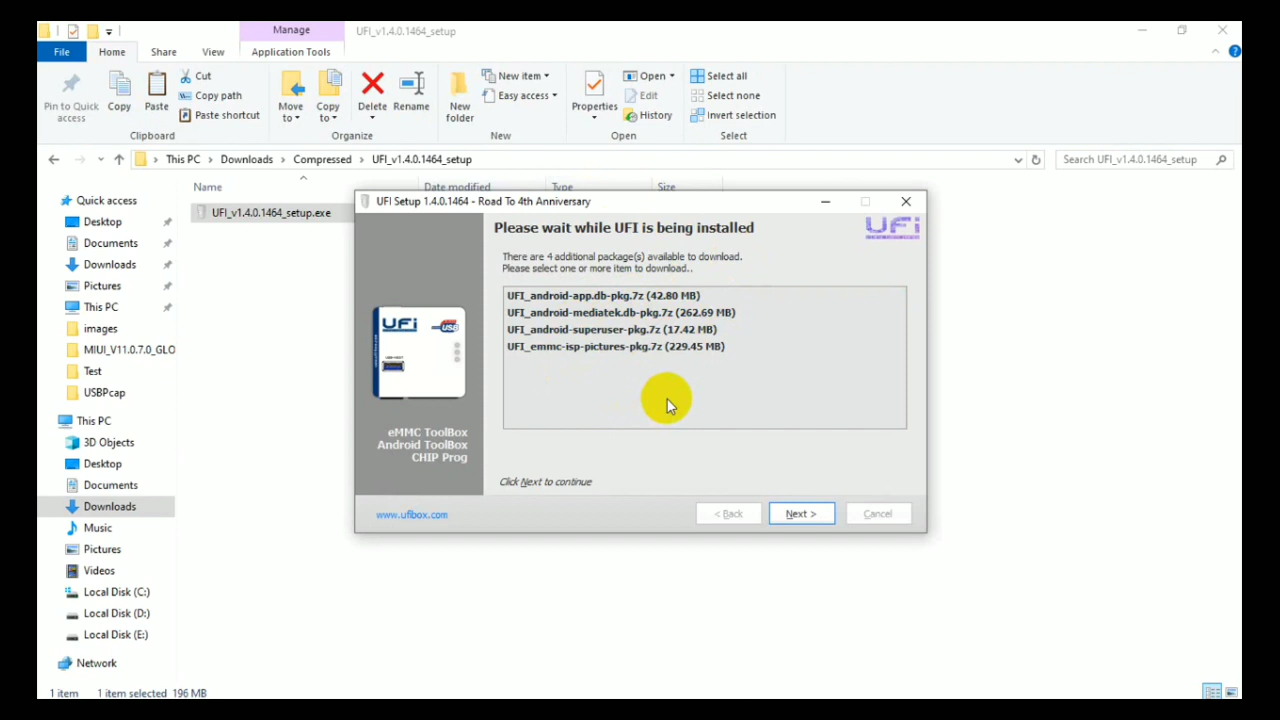 Manage
UFI_v1.4.0.1464_setup
File
Home
Share
View
Application Tools
Pin to Quick access
Copy
Paste
Cut
Copy path
Paste shortcut
Move to
Copy to
Delete
Rename
New folder
New item
Easy access
Properties
Open
Edit
History
Select all
Select none
Invert selection
Clipboard
Organize
New
Open
Select
This PC > Downloads > Compressed > UFI_v1.4.0.1464_setup
Search UFI_v1.4.0.1464_setup
Name
Date modified
Type
Size
UFI_v1.4.0.1464_setup.exe
Quick access
Desktop
Documents
Downloads
Pictures
This PC
images
MIUI_V11.0.7.0_GLO
Test
USBPcap
This PC
3D Objects
Desktop
Documents
Downloads
Music
Pictures
Videos
Local Disk (C:)
Local Disk (D:)
Local Disk (E:)
Network
1 item
1 item selected 196 MB
UFI Setup 1.4.0.1464 - Road To 4th Anniversary
Please wait while UFI is being installed
UFi
There are 4 additional package(s) available to download.
Please select one or more item to download..
UFI_android-app.db-pkg.7z (42.80 MB)
UFI_android-mediatek.db-pkg.7z (262.69 MB)
UFI_android-superuser-pkg.7z (17.42 MB)
UFI_emmc-isp-pictures-pkg.7z (229.45 MB)
UFi
USB
eMMC ToolBox
Android ToolBox
CHIP Prog
Click Next to continue
www.ufibox.com
< Back
Next >
Cancel